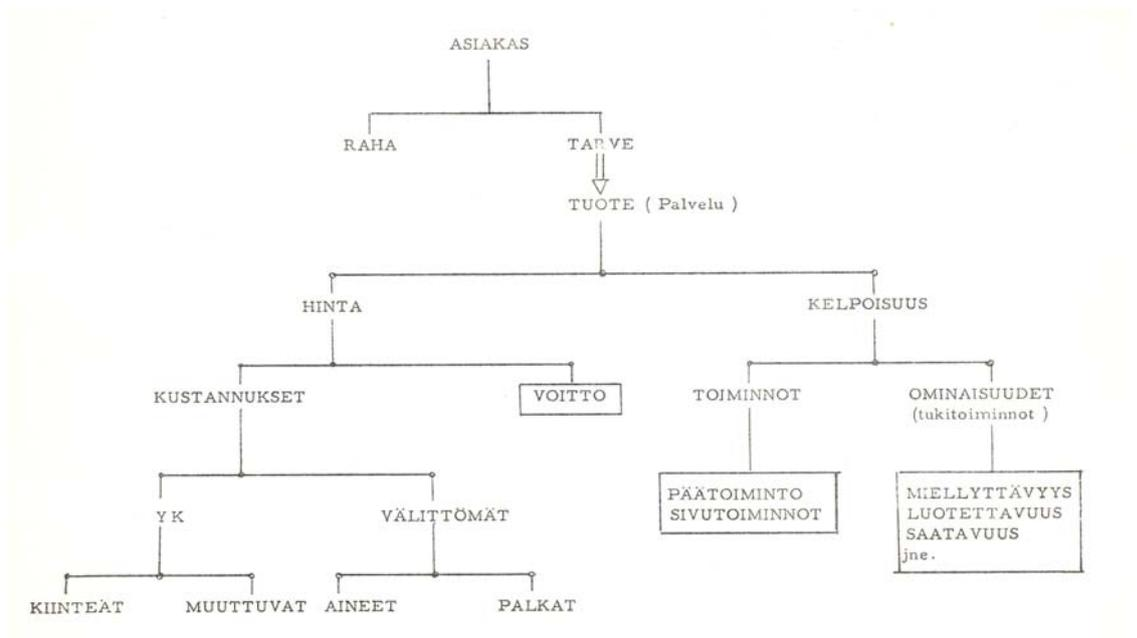 ASIAKAS
RAHA
TARVE
TUOTE ( Palvelu )
HINTA
KELPOISUUS
KUSTANNUKSET
VOITTO
TOIMINNOT
OMINAISUUDET
(tukitoiminnot )
YK
VÄLITTÖMÄT
PÄÄTOIMINTO
SIVUTOIMINNOT
MIELLYTTÄVYYS
LUOTETTAVUUS
SAATAVUUS
jne.
KIINTEÄT
MUUTTUVAT
AINEET
PALKAT